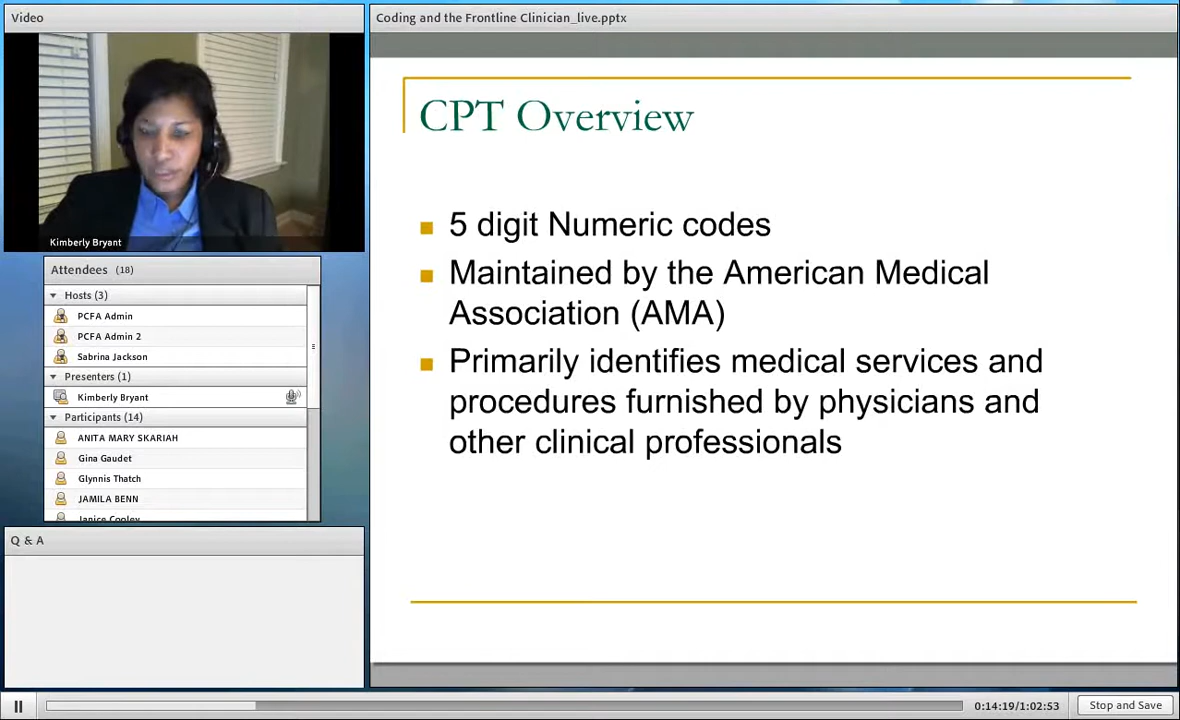 Video
Kimberly Bryant
Attendees (18)
Hosts (3)
PCFA Admin
PCFA Admin 2
Sabrina Jackson
Presenters (1)
Kimberly Bryant
Participants (14)
ANITA MARY SKARIAH
Gina Gaudet
Glynnis Thatch
JAMILA BENN
Janice Cooley
Q & A
Coding and the Frontline Clinician_live.pptx
CPT Overview
5 digit Numeric codes
Maintained by the American Medical
Association (AMA)
Primarily identifies medical services and
procedures furnished by physicians and
other clinical professionals
0:14:19/1:02:53
Stop and Save